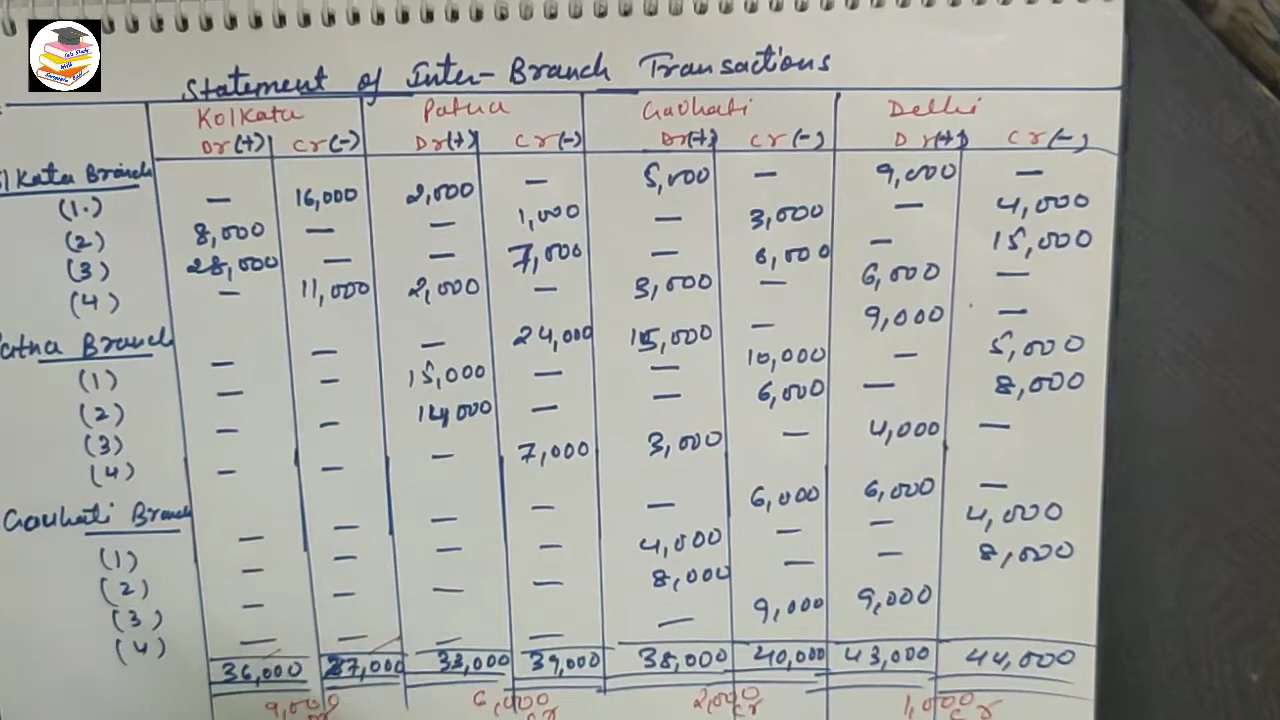 Statement of Inter-Branch Transactions
Kolkata Patna Gauhati Delhi
Dr(+) Cr(-) Dr(+) Cr(-) Dr(+) Cr(-) Dr(+) Cr(-)
lkata Branch
(1.) — 16,000 2,000 — 5,000 — 9,000 —
(2) 8,000 — — 1,000 — 3,000 — 4,000
(3) 28,000 — — 7,000 — 6,000 — 15,000
(4) — 11,000 2,000 — 3,000 — 6,000 —
atna Branch
(1) — — — 24,000 15,000 — 9,000 —
(2) — — 15,000 — — 10,000 — 5,000
(3) — — 14,000 — — 6,000 — 8,000
(4) — — — 7,000 3,000 — 4,000 —
Gauhati Branch
(1) — — — — — 6,000 6,000 —
(2) — — — — 4,000 — — 4,000
(3) — — — — 8,000 — — 8,000
(4) — — — — — 9,000 9,000
36,000 27,000 33,000 39,000 38,000 40,000 43,000 44,000
9,000 6,000 2,000 1,000
cr cr cr